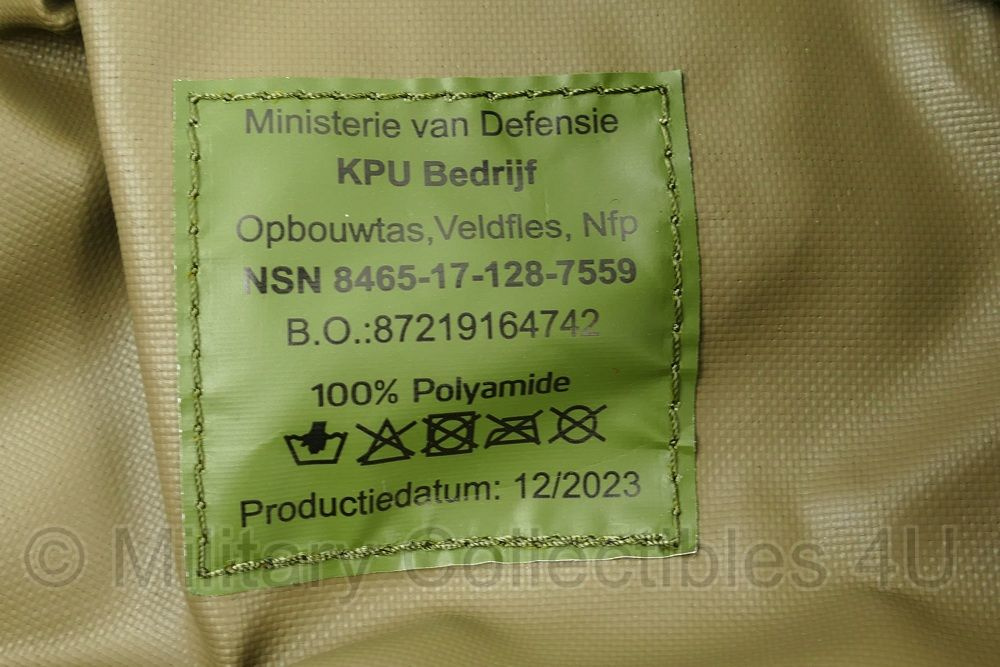 Ministerie van Defensie
KPU Bedrijf
Opbouwtas,Veldfles, Nfp
NSN 8465-17-128-7559
B.O.:87219164742
100% Polyamide
Productiedatum: 12/2023
© Military Collectibles 4U